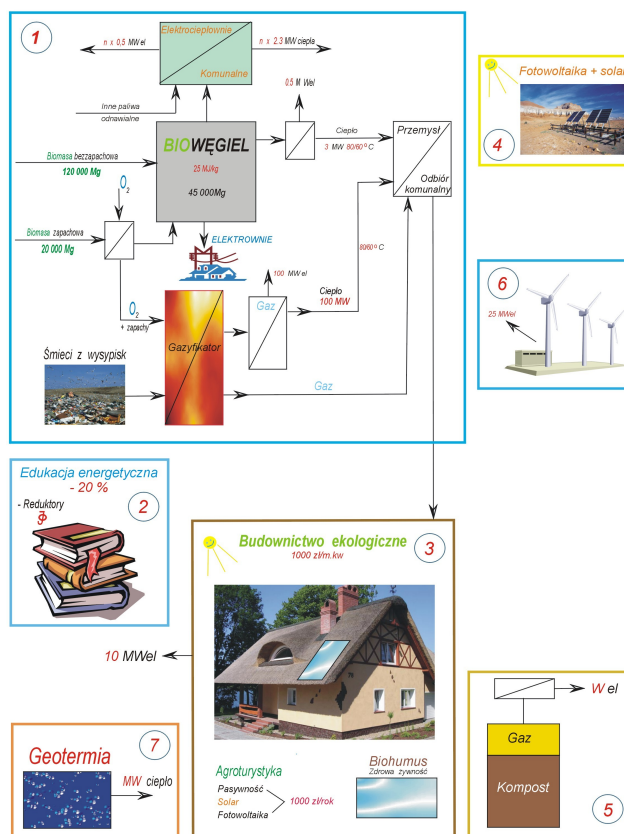 1
Elektrociepłownie
Komunalne
n x 0,5 MW el
n x 2.3 MW ciepła
Inne paliwa
odnawialne
BIOWĘGIEL
25 MJ/kg
45 000Mg
0,5 M Wel
Ciepło
3 MW 80/60º C
Przemysł
Odbiór
komunalny
Biomasa bezzapachowa
120 000 Mg
O2
Biomasa zapachowa
20 000 Mg
ELEKTROWNIE
O2
+ zapachy
Gazyfikator
100 MW el
Gaz
Ciepło
100 MW
89/60º C
Gaz
Śmieci z wysypisk
Fotowoltaika + solar
4
6
25 MWel
Edukacja energetyczna
- 20 %
- Reduktory
2
Budownictwo ekologiczne
1000 zł/m.kw
3
10 MWel
Agroturystyka
Pasywność
Solar
Fotowoltaika
1000 zł/rok
Biohumus
Zdrowa żywność
Geotermia
7
MW ciepło
W el
Gaz
Kompost
5